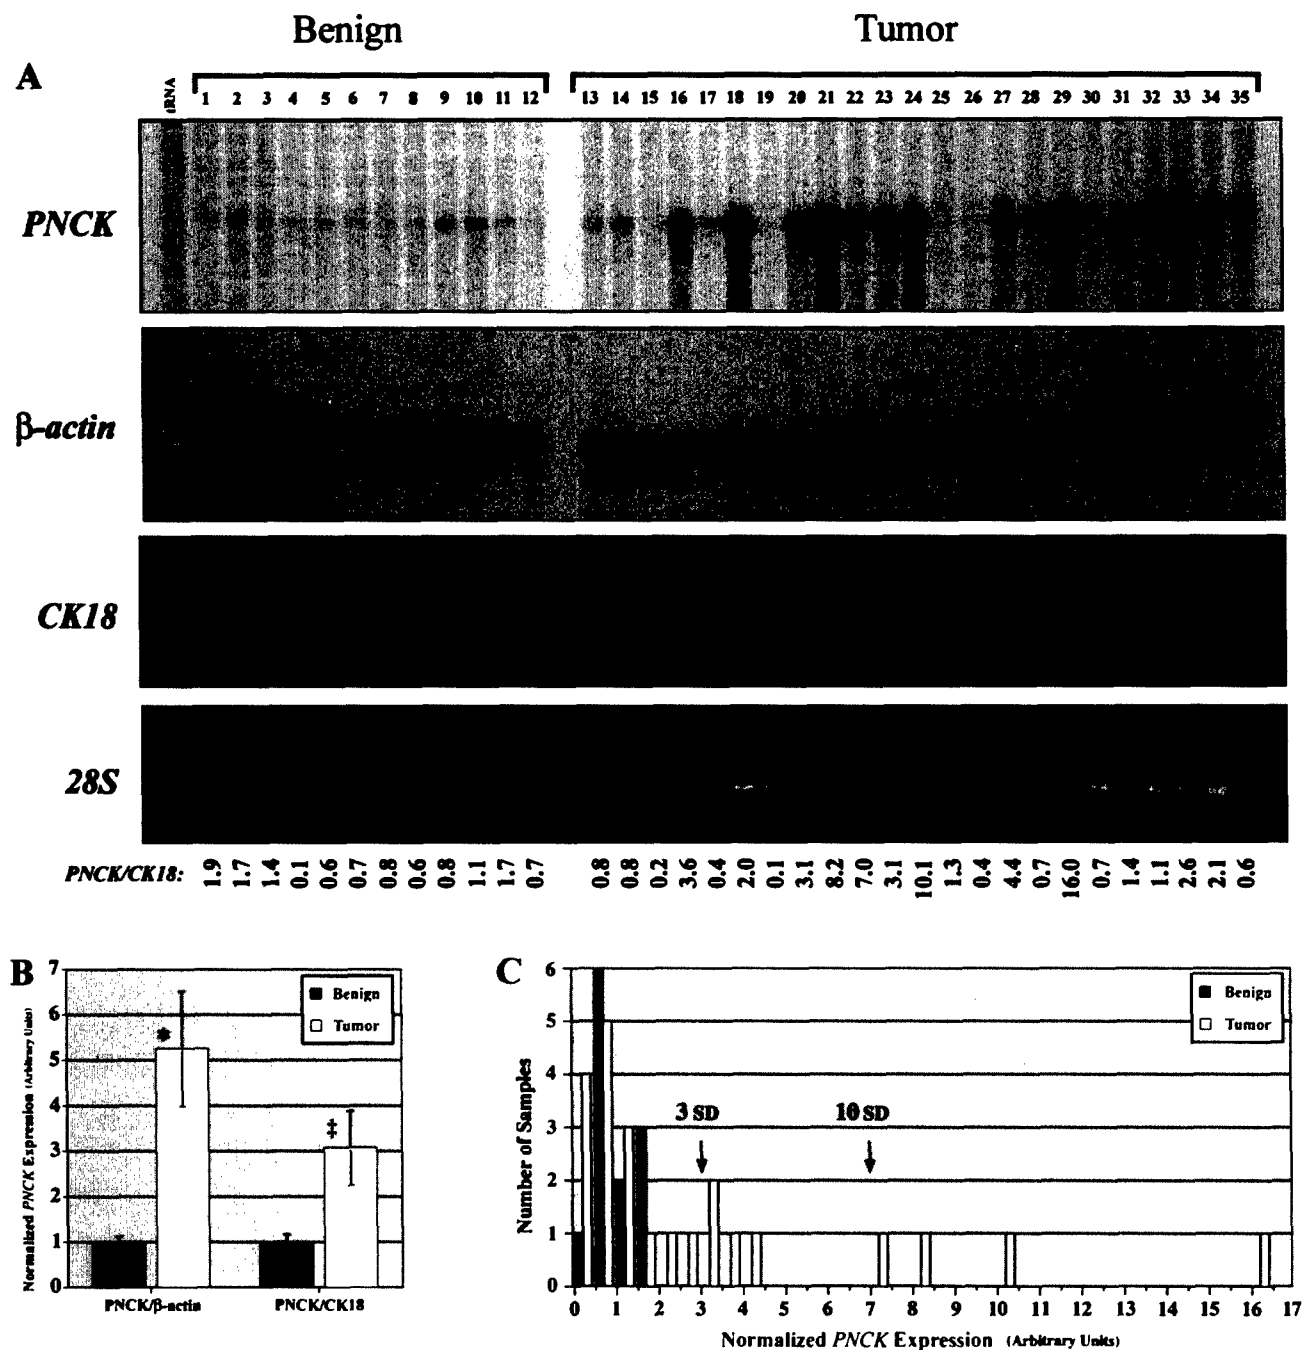 Benign Tumor
A
tRNA 1 2 3 4 5 6 7 8 9 10 11 12 13 14 15 16 17 18 19 20 21 22 23 24 25 26 27 28 29 30 31 32 33 34 35
PNCK
β-actin
CK18
28S
PNCK/CK18: 1.9 1.7 1.4 0.1 0.6 0.7 0.8 0.6 0.8 1.1 1.7 0.7 0.8 0.8 0.2 3.6 0.4 2.0 0.1 3.1 8.2 7.0 3.1 10.1 1.3 0.4 4.4 0.7 16.0 0.7 1.4 1.1 2.6 2.1 0.6
B
Normalized PNCK Expression (Arbitrary Units)
7
6
5
4
3
2
1
0
Benign
Tumor
*
‡
PNCK/β-actin PNCK/CK18
C
Number of Samples
6
5
4
3
2
1
0
Benign
Tumor
3 SD 10 SD
0 1 2 3 4 5 6 7 8 9 10 11 12 13 14 15 16 17
Normalized PNCK Expression (Arbitrary Units)